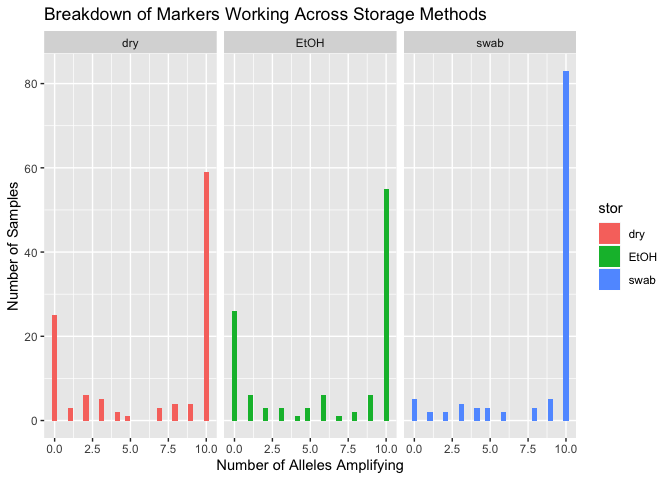 Breakdown of Markers Working Across Storage Methods
dry EtOH swab
80
60
40
20
0
Number of Samples
0.0 2.5 5.0 7.5 10.0 0.0 2.5 5.0 7.5 10.0 0.0 2.5 5.0 7.5 10.0
Number of Alleles Amplifying
stor
dry
EtOH
swab